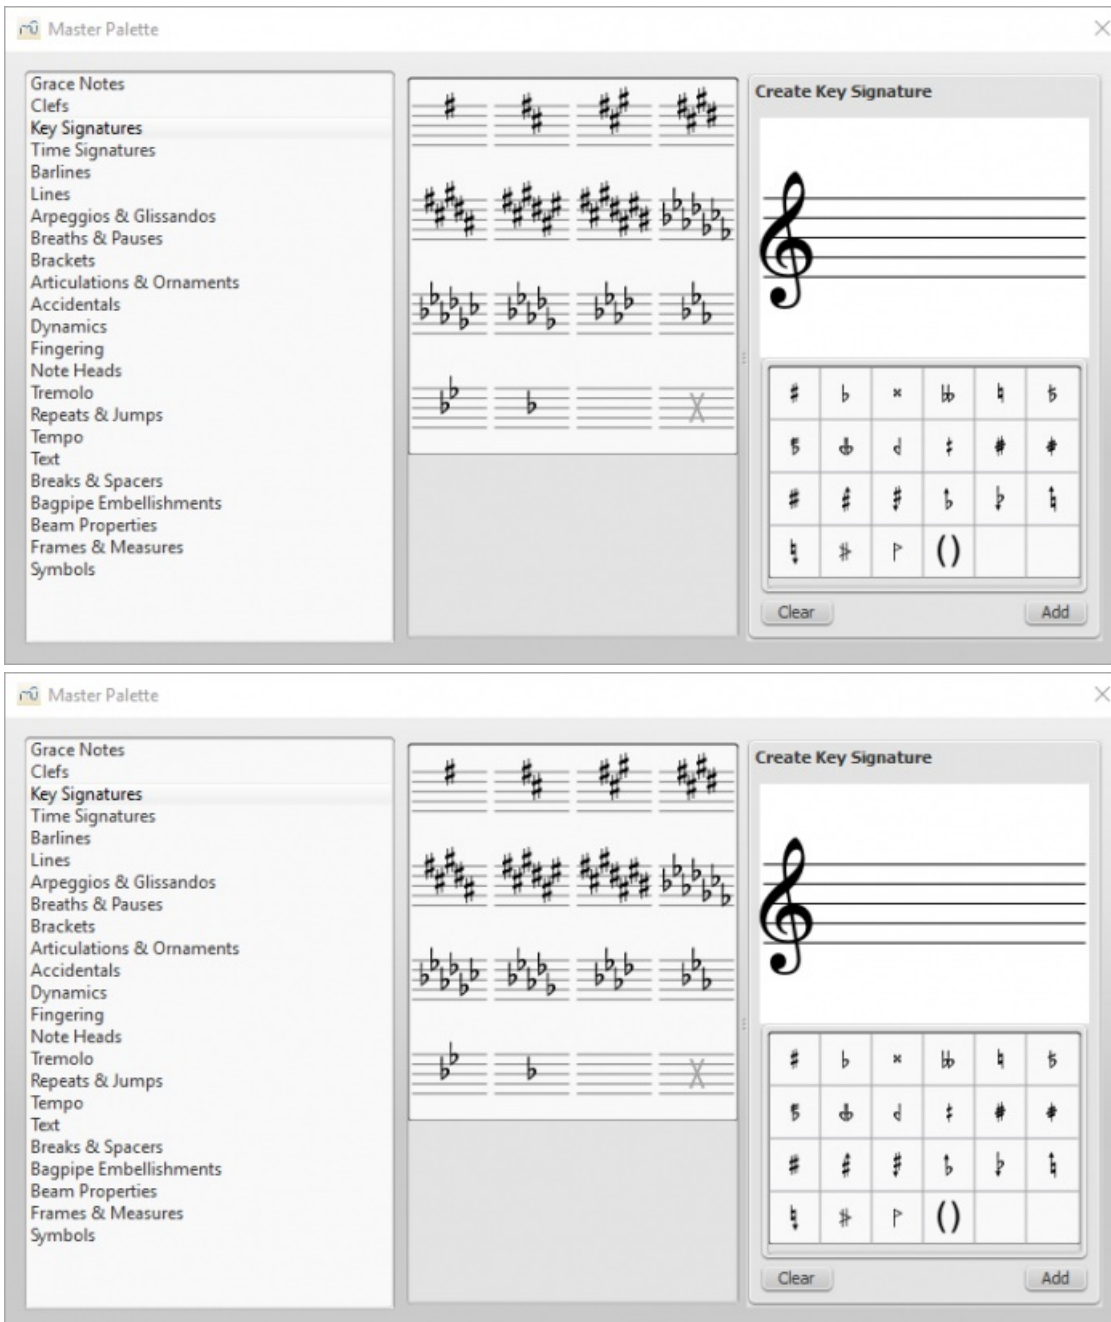 Master Palette
Grace Notes
Clefs
Key Signatures
Time Signatures
Barlines
Lines
Arpeggios & Glissandos
Breaths & Pauses
Brackets
Articulations & Ornaments
Accidentals
Dynamics
Fingering
Note Heads
Tremolo
Repeats & Jumps
Tempo
Text
Breaks & Spacers
Bagpipe Embellishments
Beam Properties
Frames & Measures
Symbols
Create Key Signature
Clear
Add
Master Palette
Grace Notes
Clefs
Key Signatures
Time Signatures
Barlines
Lines
Arpeggios & Glissandos
Breaths & Pauses
Brackets
Articulations & Ornaments
Accidentals
Dynamics
Fingering
Note Heads
Tremolo
Repeats & Jumps
Tempo
Text
Breaks & Spacers
Bagpipe Embellishments
Beam Properties
Frames & Measures
Symbols
Create Key Signature
Clear
Add